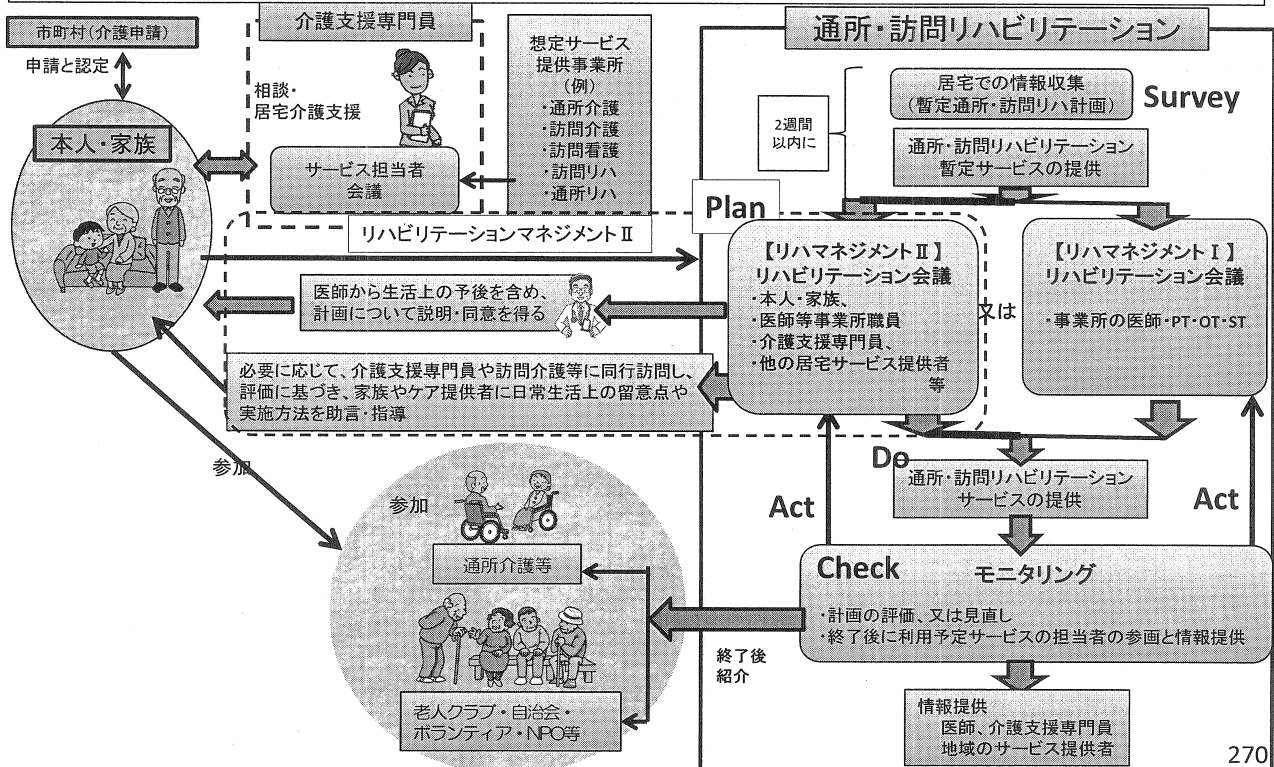 市町村(介護申請)
申請と認定
本人・家族
介護支援専門員
相談・
居宅介護支援
サービス担当者
会議
想定サービス
提供事業所
(例)
・通所介護
・訪問介護
・訪問看護
・訪問リハ
・通所リハ
通所・訪問リハビリテーション
2週間
以内に
居宅での情報収集
(暫定通所・訪問リハ計画)
Survey
通所・訪問リハビリテーション
暫定サービスの提供
Plan
リハビリテーションマネジメントⅡ
【リハマネジメントⅡ】
リハビリテーション会議
・本人・家族、
・医師等事業所職員
・介護支援専門員、
・他の居宅サービス提供者
等
又は
【リハマネジメントⅠ】
リハビリテーション会議
・事業所の医師・PT・OT・ST
医師から生活上の予後を含め、
計画について説明・同意を得る
必要に応じて、介護支援専門員や訪問介護等に同行訪問し、
評価に基づき、家族やケア提供者に日常生活上の留意点や
実施方法を助言・指導
参加
参加
通所介護等
老人クラブ・自治会・
ボランティア・NPO等
Do
通所・訪問リハビリテーション
サービスの提供
Act
Act
Check
モニタリング
・計画の評価、又は見直し
・終了後に利用予定サービスの担当者の参画と情報提供
終了後
紹介
情報提供
医師、介護支援専門員
地域のサービス提供者
270